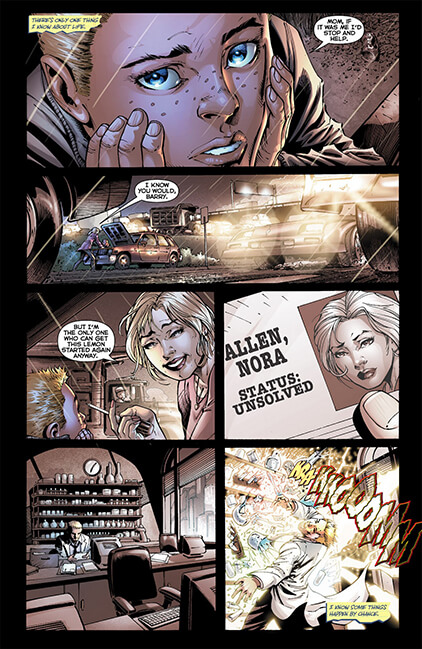 THERE'S ONLY ONE THING
I KNOW ABOUT LIFE.
MOM, IF
IT WAS ME I'D
STOP AND
HELP.
I KNOW
YOU WOULD,
BARRY.
BUT I'M
THE ONLY ONE
WHO CAN GET
THIS LEMON
STARTED AGAIN
ANYWAY.
ALLEN,
NORA
STATUS:
UNSOLVED
I KNOW SOME THINGS
HAPPEN BY CHANCE.